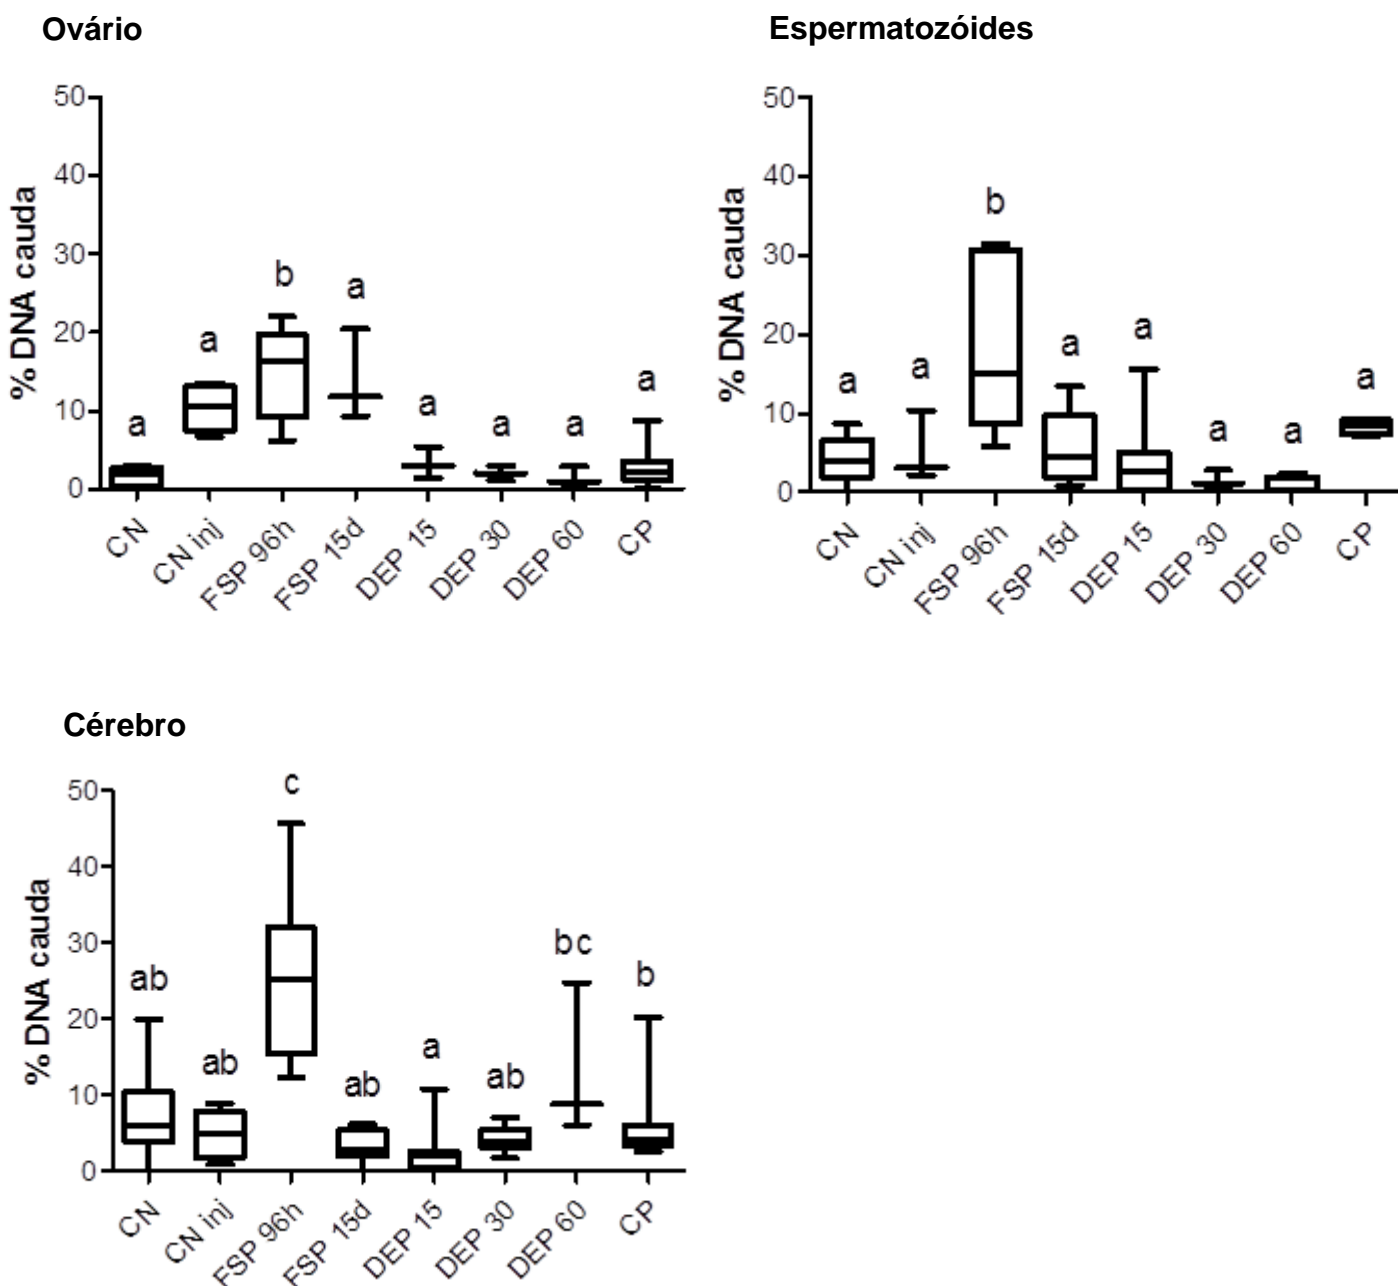 Ovário
% DNA cauda
50
40
30
20
10
0
a
a
b
a
a
a
a
a
CN
CN inj
FSP 96h
FSP 15d
DEP 15
DEP 30
DEP 60
CP
Espermatozóides
% DNA cauda
50
40
30
20
10
0
a
a
b
a
a
a
a
a
CN
CN inj
FSP 96h
FSP 15d
DEP 15
DEP 30
DEP 60
CP
Cérebro
% DNA cauda
50
40
30
20
10
0
ab
ab
c
ab
a
ab
bc
b
CN
CN inj
FSP 96h
FSP 15d
DEP 15
DEP 30
DEP 60
CP